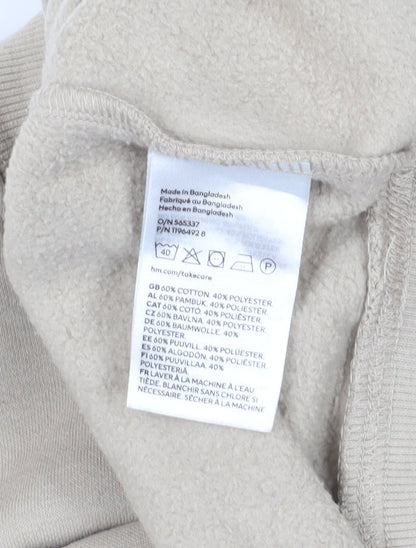 Made in Bangladesh
Fabriqué au Bangladesh
Hecho en Bangladesh
O/N 565337
P/N 1196492 8
40 P
hm.com/takecare
GB 60% COTTON. 40% POLYESTER.
AL 60% PAMBUK. 40% POLIESTËR.
CAT 60% COTÓ. 40% POLIÈSTER.
CZ 60% BAVLNA. 40% POLYESTER.
DE 60% BAUMWOLLE. 40%
POLYESTER.
EE 60% PUUVILL. 40% POLÜESTER.
ES 60% ALGODÓN. 40% POLIÉSTER.
FI 60% PUUVILLAA. 40%
POLYESTERIÄ.
FR LAVER À LA MACHINE À L'EAU
TIÈDE. BLANCHIR SANS CHLORE SI
NÉCESSAIRE. SÉCHER À LA MACHINE